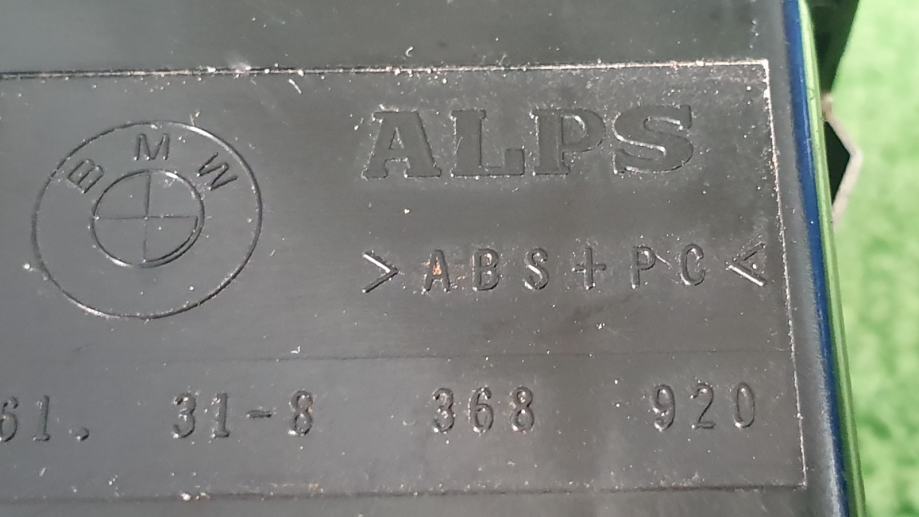 BMW
ALPS
>ABS+PC<
61. 31-8 368 920